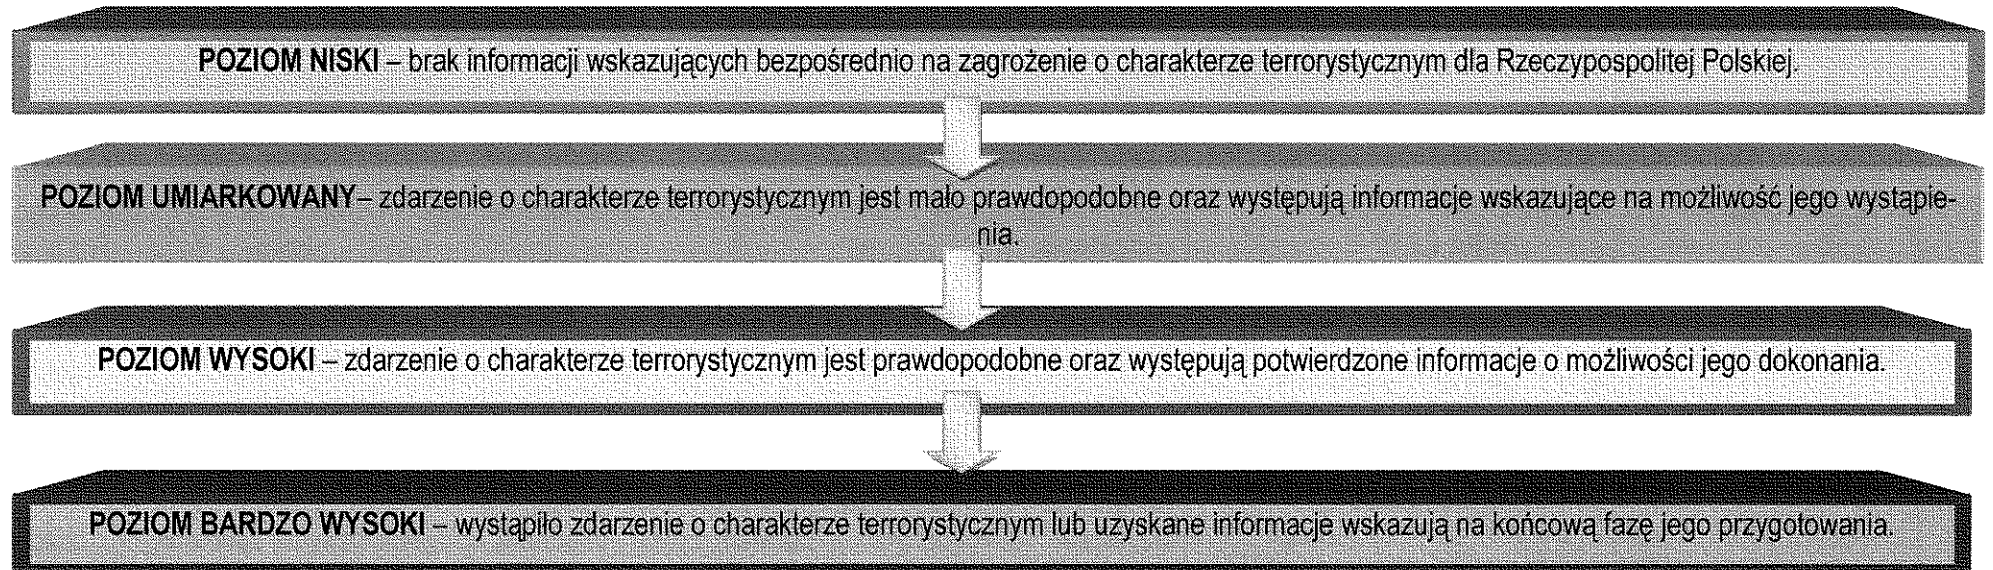 POZIOM NISKI – brak informacji wskazujących bezpośrednio na zagrożenie o charakterze terrorystycznym dla Rzeczypospolitej Polskiej.
POZIOM UMIARKOWANY– zdarzenie o charakterze terrorystycznym jest mało prawdopodobne oraz występują informacje wskazujące na możliwość jego wystąpie-
nia.
POZIOM WYSOKI – zdarzenie o charakterze terrorystycznym jest prawdopodobne oraz występują potwierdzone informacje o możliwości jego dokonania.
POZIOM BARDZO WYSOKI – wystąpiło zdarzenie o charakterze terrorystycznym lub uzyskane informacje wskazują na końcową fazę jego przygotowania.